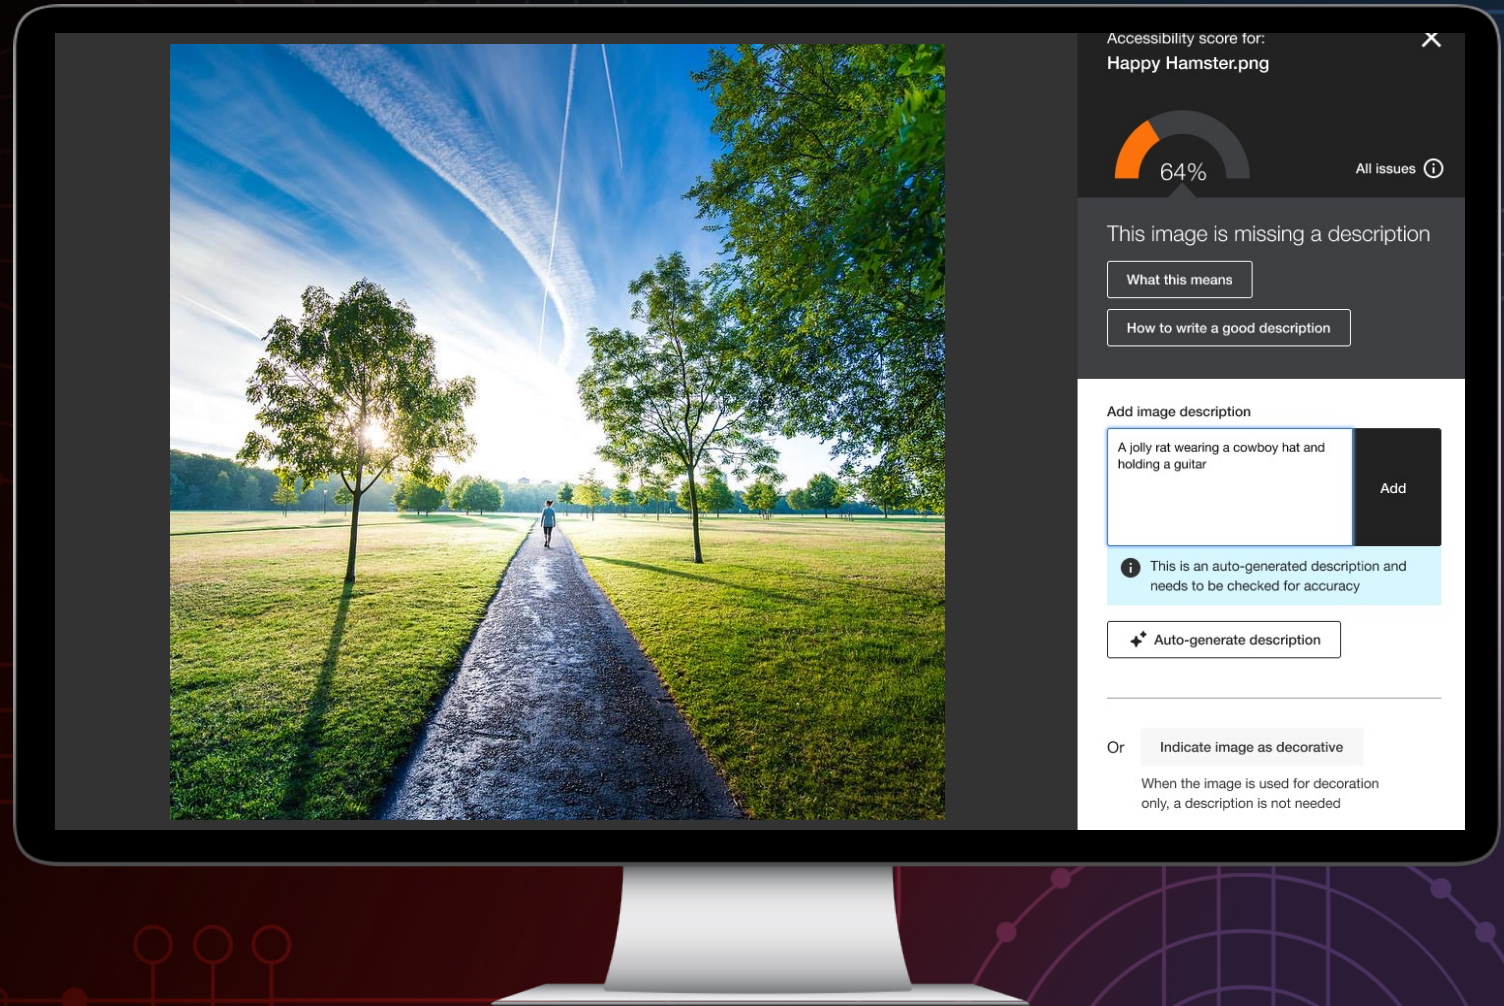 Accessibility score for:
Happy Hamster.png
64%
All issues
This image is missing a description
What this means
How to write a good description
Add image description
A jolly rat wearing a cowboy hat and
holding a guitar
Add
This is an auto-generated description and
needs to be checked for accuracy
Auto-generate description
Or
Indicate image as decorative
When the image is used for decoration
only, a description is not needed